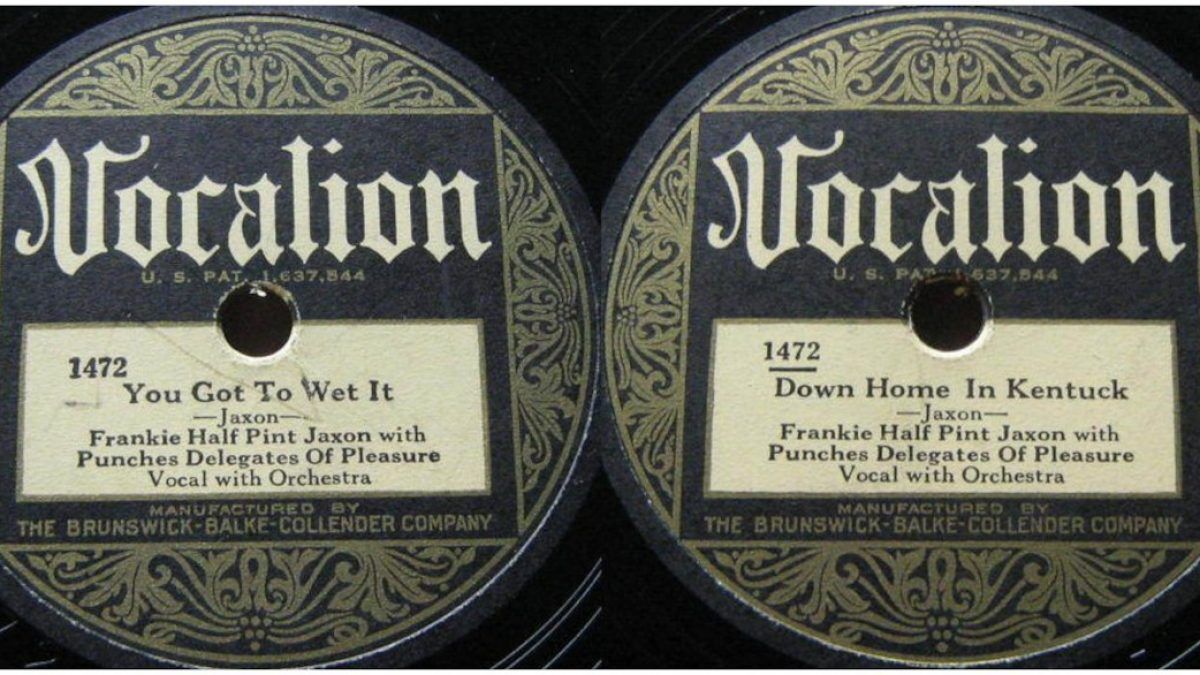 Vocalion
U. S. PAT. 1,637,544
1472
You Got To Wet It
—Jaxon—
Frankie Half Pint Jaxon with
Punches Delegates Of Pleasure
Vocal with Orchestra
MANUFACTURED BY
THE BRUNSWICK-BALKE-COLLENDER COMPANY
Vocalion
U. S. PAT. 1,637,544
1472
Down Home In Kentuck
—Jaxon—
Frankie Half Pint Jaxon with
Punches Delegates Of Pleasure
Vocal with Orchestra
MANUFACTURED BY
THE BRUNSWICK-BALKE-COLLENDER COMPANY